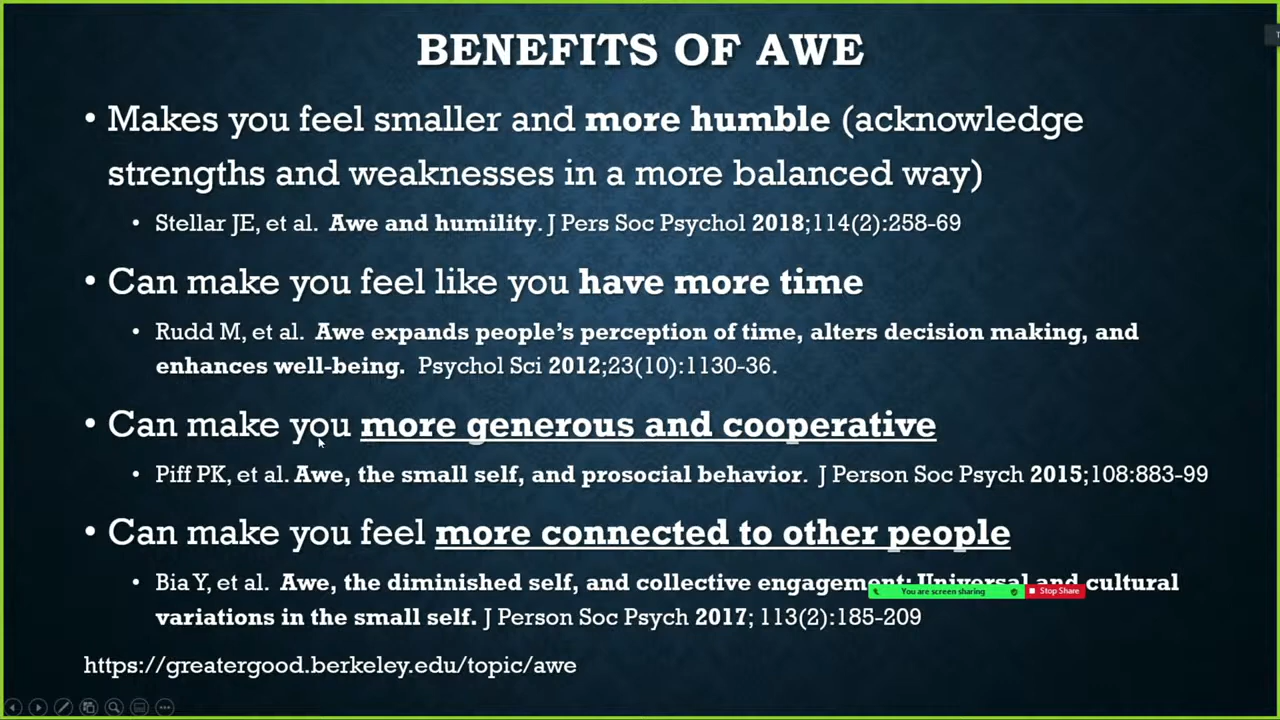 BENEFITS OF AWE
• Makes you feel smaller and more humble (acknowledge
strengths and weaknesses in a more balanced way)
• Stellar JE, et al. Awe and humility. J Pers Soc Psychol 2018;114(2):258-69
• Can make you feel like you have more time
• Rudd M, et al. Awe expands people's perception of time, alters decision making, and
enhances well-being. Psychol Sci 2012;23(10):1130-36.
• Can make you more generous and cooperative
• Piff PK, et al. Awe, the small self, and prosocial behavior. J Person Soc Psych 2015;108:883-99
• Can make you feel more connected to other people
• Bia Y, et al. Awe, the diminished self, and collective engagement: Universal and cultural
You are screen sharing Stop Share
variations in the small self. J Person Soc Psych 2017; 113(2):185-209
https://greatergood.berkeley.edu/topic/awe